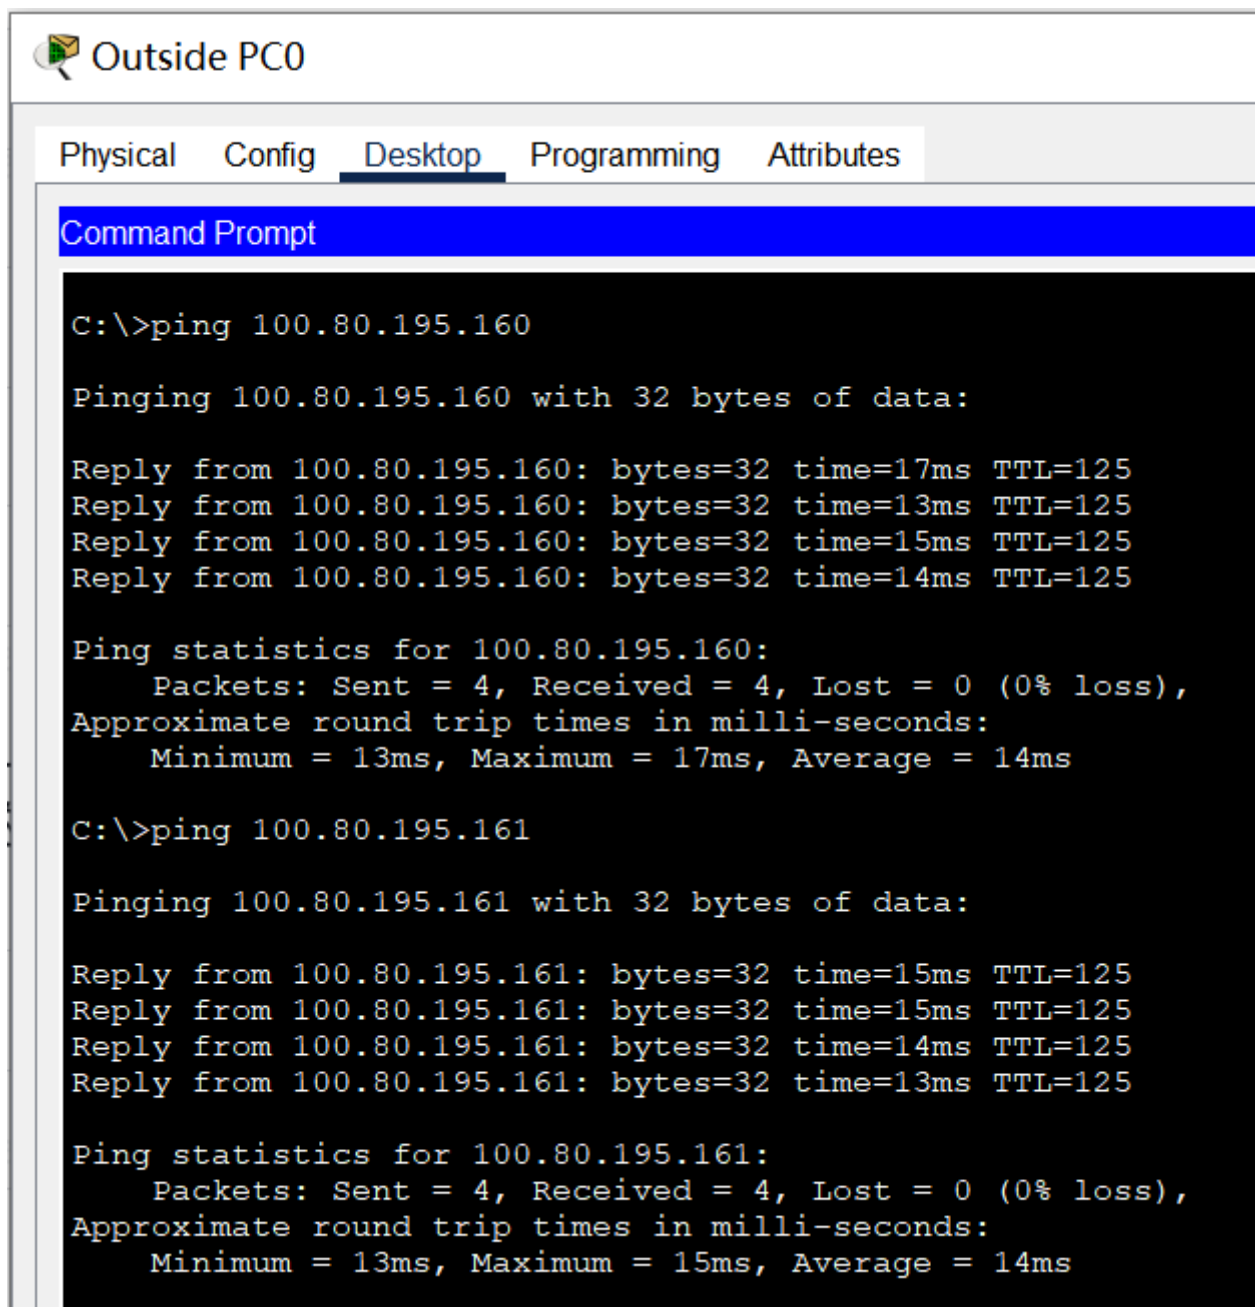 Outside PC0
Physical Config Desktop Programming Attributes
Command Prompt
C:\>ping 100.80.195.160
Pinging 100.80.195.160 with 32 bytes of data:
Reply from 100.80.195.160: bytes=32 time=17ms TTL=125
Reply from 100.80.195.160: bytes=32 time=13ms TTL=125
Reply from 100.80.195.160: bytes=32 time=15ms TTL=125
Reply from 100.80.195.160: bytes=32 time=14ms TTL=125
Ping statistics for 100.80.195.160:
Packets: Sent = 4, Received = 4, Lost = 0 (0% loss),
Approximate round trip times in milli-seconds:
Minimum = 13ms, Maximum = 17ms, Average = 14ms
C:\>ping 100.80.195.161
Pinging 100.80.195.161 with 32 bytes of data:
Reply from 100.80.195.161: bytes=32 time=15ms TTL=125
Reply from 100.80.195.161: bytes=32 time=15ms TTL=125
Reply from 100.80.195.161: bytes=32 time=14ms TTL=125
Reply from 100.80.195.161: bytes=32 time=13ms TTL=125
Ping statistics for 100.80.195.161:
Packets: Sent = 4, Received = 4, Lost = 0 (0% loss),
Approximate round trip times in milli-seconds:
Minimum = 13ms, Maximum = 15ms, Average = 14ms